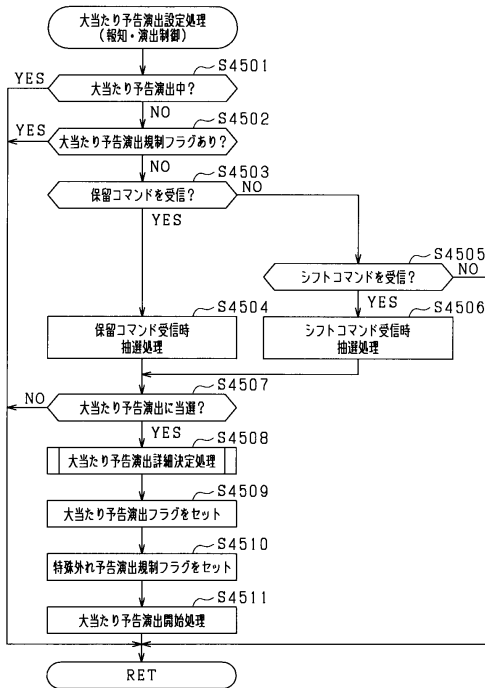 大当たり予告演出設定処理
(報知・演出制御)
S4501
YES
大当たり予告演出中?
NO
S4502
YES
大当たり予告演出規制フラグあり?
NO
S4503
保留コマンドを受信?
NO
YES
S4505
シフトコマンドを受信?
NO
YES
S4504
S4506
保留コマンド受信時
抽選処理
シフトコマンド受信時
抽選処理
S4507
NO
大当たり予告演出に当選?
YES
S4508
大当たり予告演出詳細決定処理
S4509
大当たり予告演出フラグをセット
S4510
特殊外れ予告演出規制フラグをセット
S4511
大当たり予告演出開始処理
RET